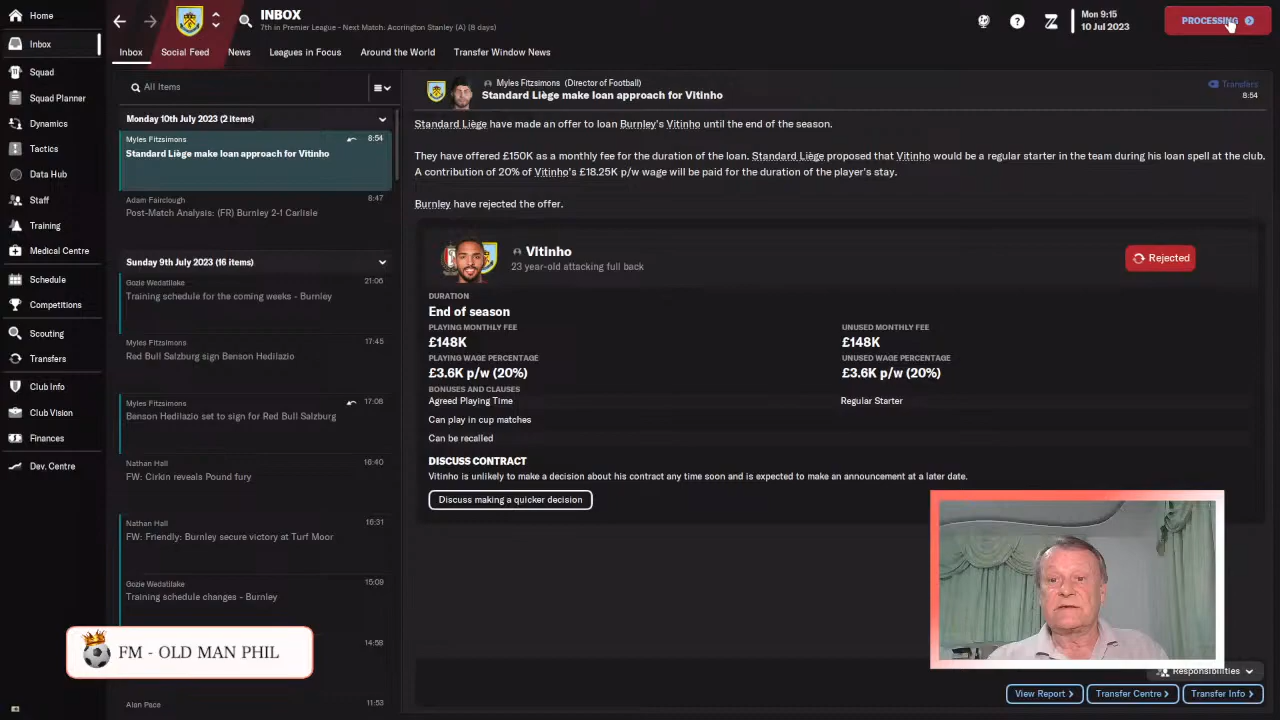 Home
Inbox
Squad
Squad Planner
Dynamics
Tactics
Data Hub
Staff
Training
Medical Centre
Schedule
Competitions
Scouting
Transfers
Club Info
Club Vision
Finances
Dev. Centre
INBOX
7th in Premier League - Next Match: Accrington Stanley (A) (8 days)
Mon 9:15
10 Jul 2023
PROCESSING
Inbox Social Feed News Leagues in Focus Around the World Transfer Window News
All Items
Monday 10th July 2023 (2 items)
Myles Fitzsimons 8:54
Standard Liège make loan approach for Vitinho
Adam Fairclough 8:47
Post-Match Analysis: (FR) Burnley 2-1 Carlisle
Sunday 9th July 2023 (16 items)
Gozie Wedatilake 21:06
Training schedule for the coming weeks - Burnley
Myles Fitzsimons 17:45
Red Bull Salzburg sign Benson Hedilazio
Myles Fitzsimons 17:08
Benson Hedilazio set to sign for Red Bull Salzburg
Nathan Hall 16:40
FW: Cirkin reveals Pound fury
Nathan Hall 16:31
FW: Friendly: Burnley secure victory at Turf Moor
Gozie Wedatilake 15:09
Training schedule changes - Burnley
14:58
Alan Pace 11:53
FM - OLD MAN PHIL
Myles Fitzsimons (Director of Football)
Standard Liège make loan approach for Vitinho
Transfers
8:54
Standard Liège have made an offer to loan Burnley's Vitinho until the end of the season.
They have offered £150K as a monthly fee for the duration of the loan. Standard Liège proposed that Vitinho would be a regular starter in the team during his loan spell at the club.
A contribution of 20% of Vitinho's £18.25K p/w wage will be paid for the duration of the player's stay.
Burnley have rejected the offer.
Vitinho
23 year-old attacking full back
Rejected
DURATION
End of season
PLAYING MONTHLY FEE UNUSED MONTHLY FEE
£148K £148K
PLAYING WAGE PERCENTAGE UNUSED WAGE PERCENTAGE
£3.6K p/w (20%) £3.6K p/w (20%)
BONUSES AND CLAUSES
Agreed Playing Time Regular Starter
Can play in cup matches
Can be recalled
DISCUSS CONTRACT
Vitinho is unlikely to make a decision about his contract any time soon and is expected to make an announcement at a later date.
Discuss making a quicker decision
Responsibilities
View Report Transfer Centre Transfer Info